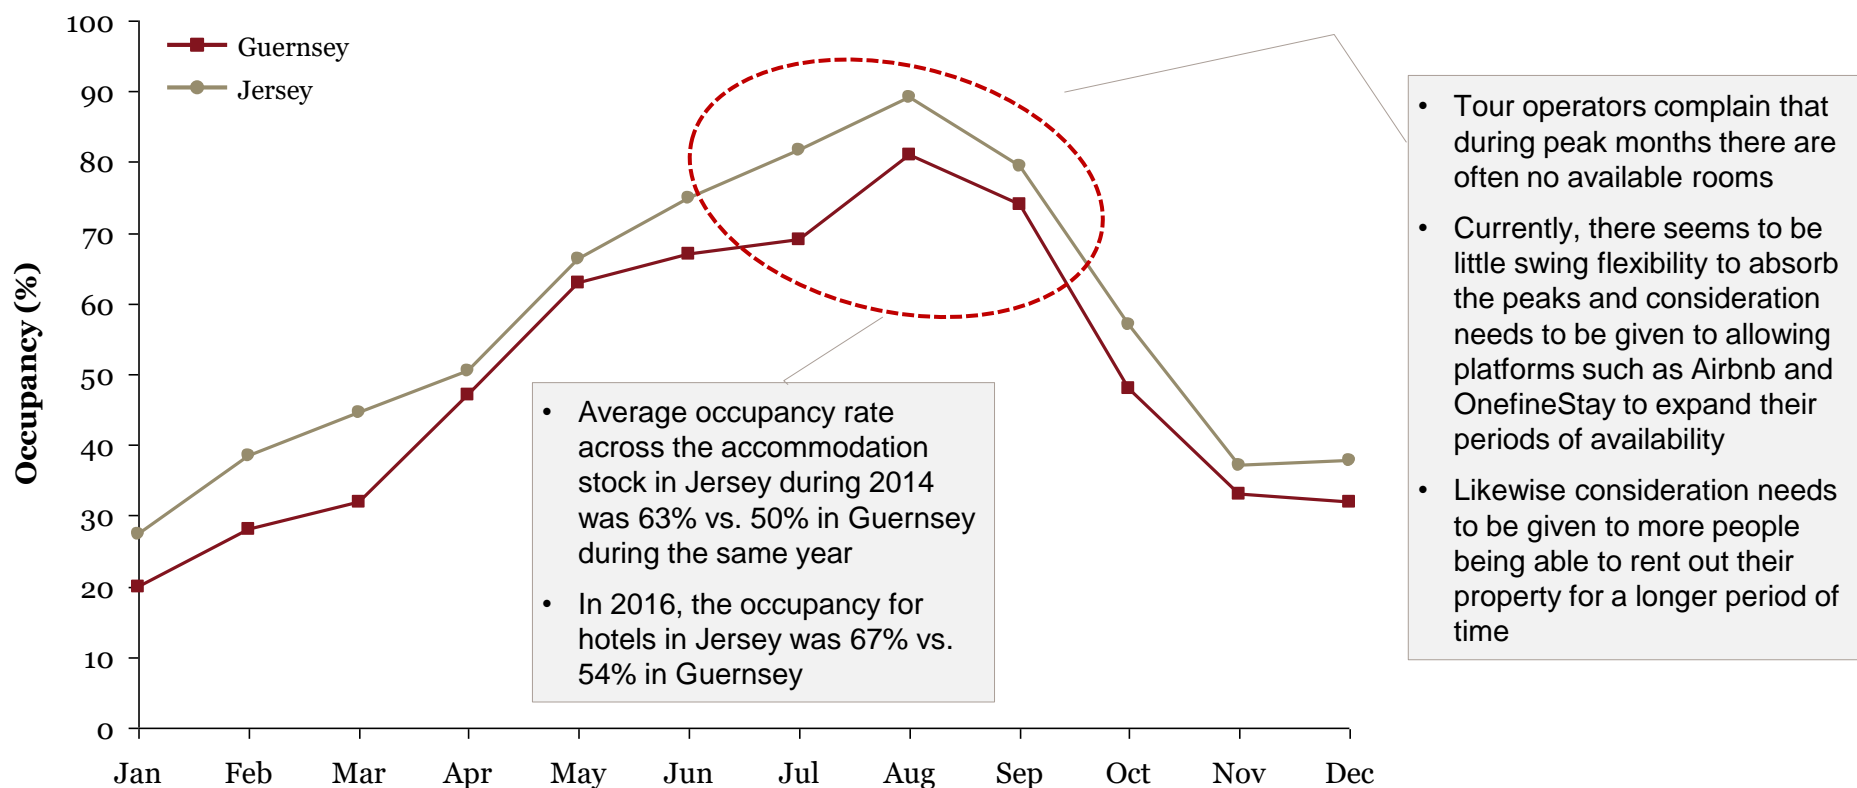 100
90
80
70
60
50
40
30
20
10
0
Occupancy (%)
Guernsey
Jersey
• Average occupancy rate
across the accommodation
stock in Jersey during 2014
was 63% vs. 50% in Guernsey
during the same year
• In 2016, the occupancy for
hotels in Jersey was 67% vs.
54% in Guernsey
• Tour operators complain that
during peak months there are
often no available rooms
• Currently, there seems to be
little swing flexibility to absorb
the peaks and consideration
needs to be given to allowing
platforms such as Airbnb and
OnefineStay to expand their
periods of availability
• Likewise consideration needs
to be given to more people
being able to rent out their
property for a longer period of
time
Jan Feb Mar Apr May Jun Jul Aug Sep Oct Nov Dec